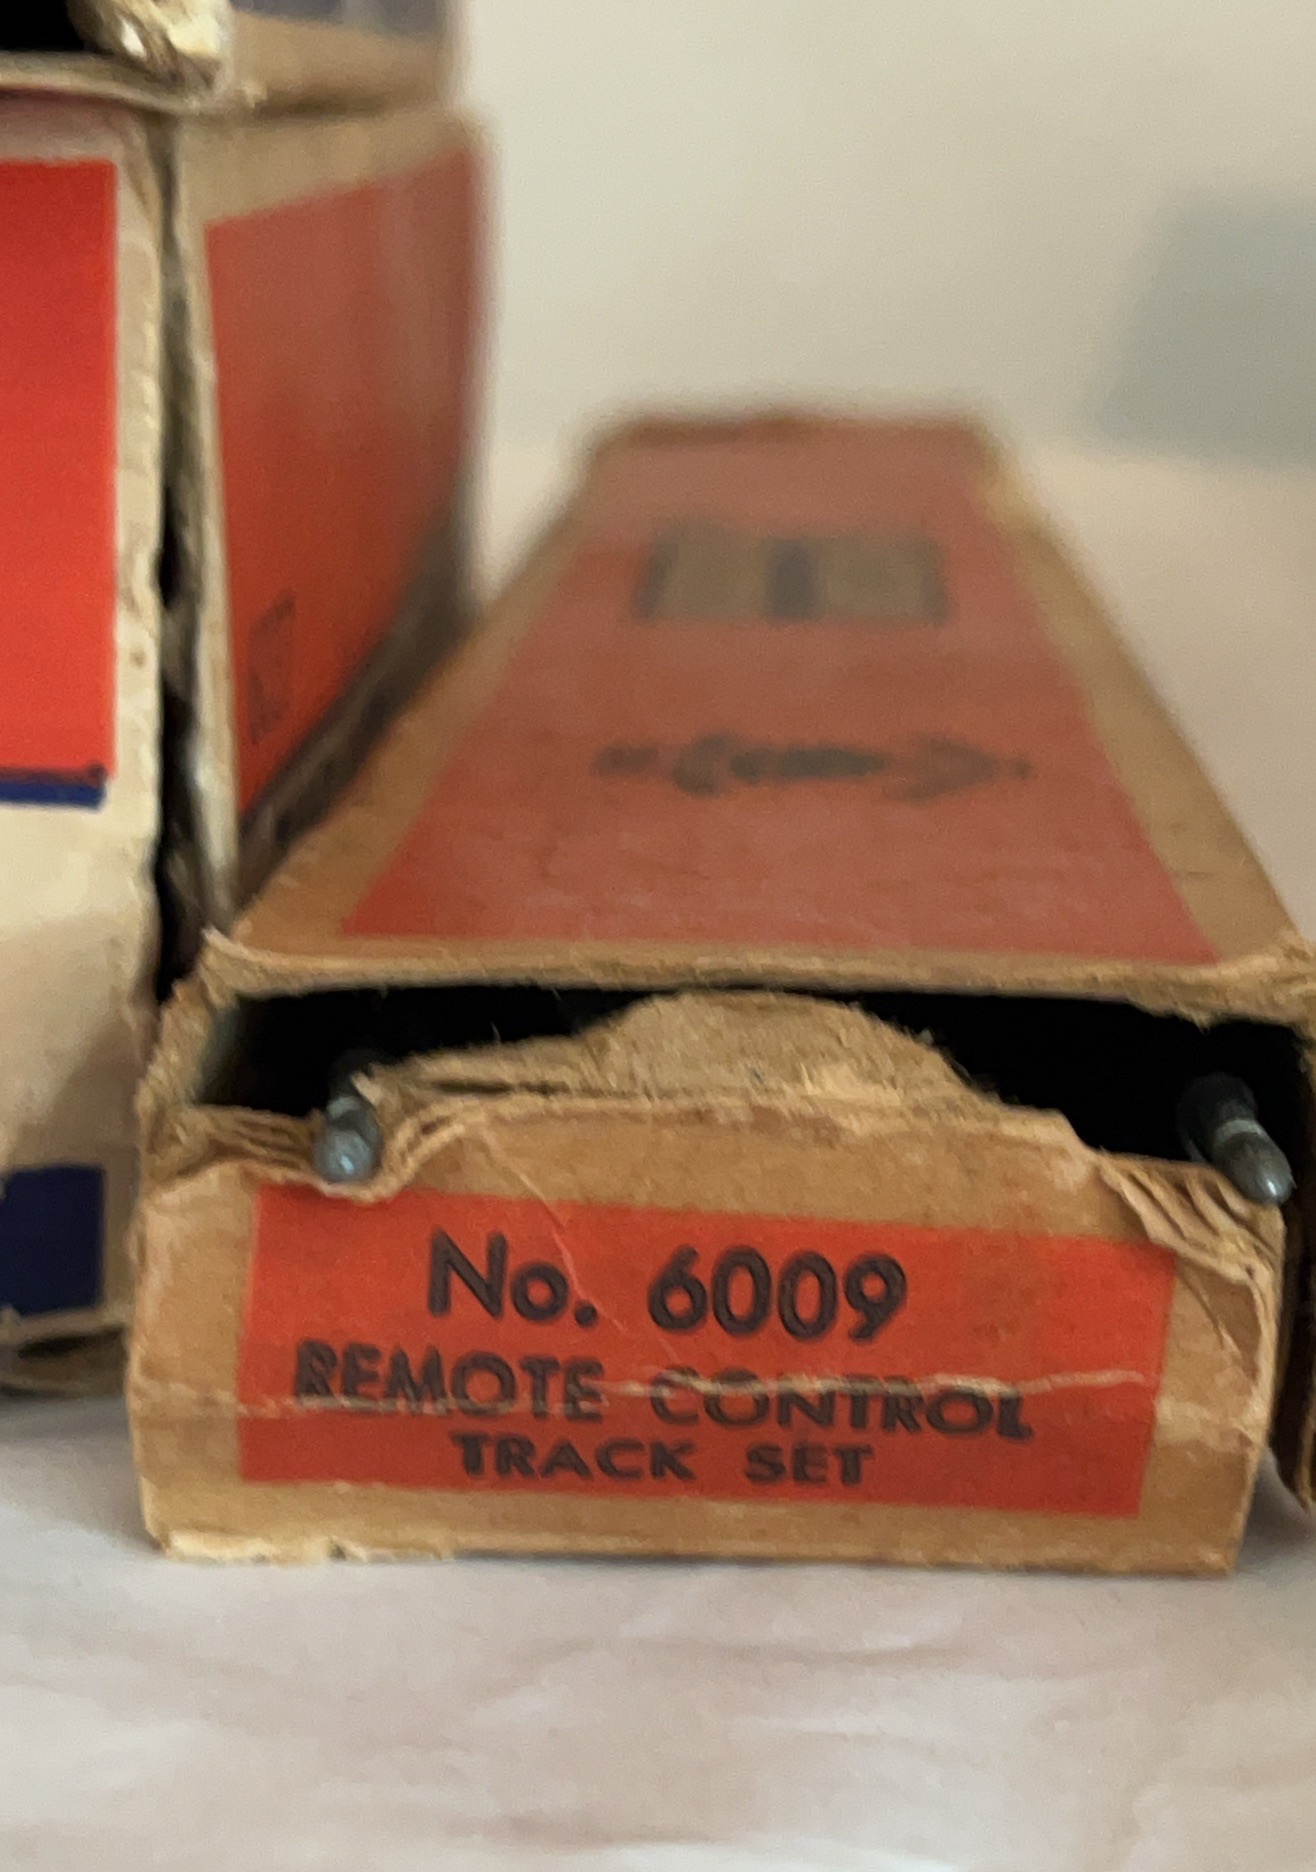 No. 6009
REMOTE CONTROL
TRACK SET